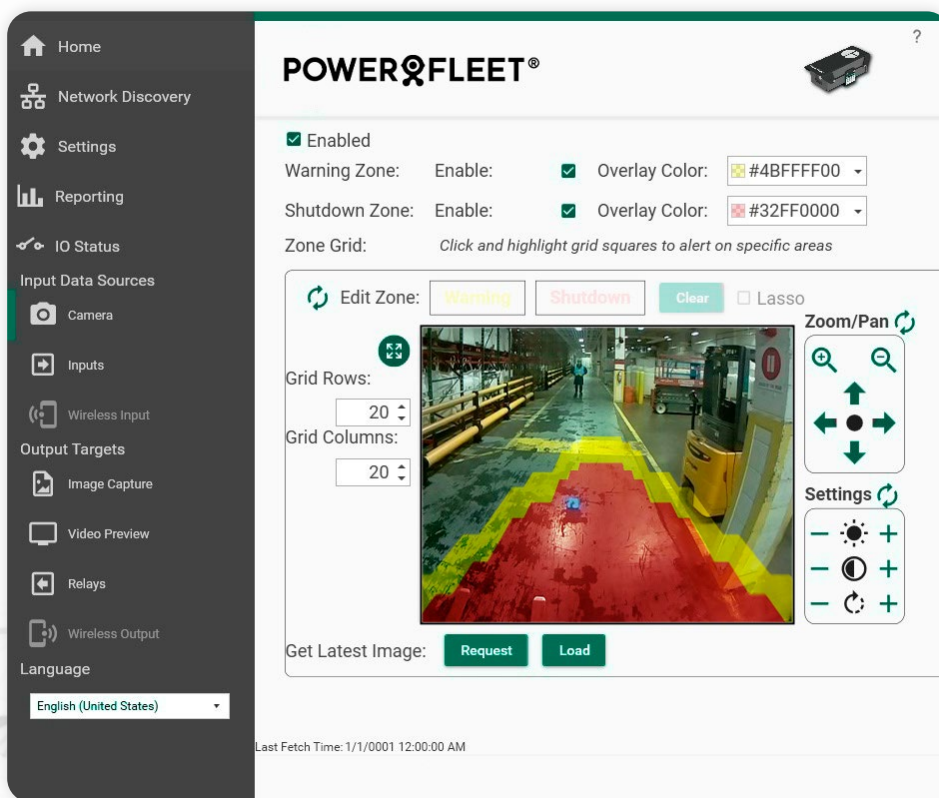 Home
Network Discovery
Settings
Reporting
IO Status
Input Data Sources
Camera
Inputs
Wireless Input
Output Targets
Image Capture
Video Preview
Relays
Wireless Output
Language
English (United States)
?
POWERFLEET®
Enabled
Warning Zone: Enable: Overlay Color: #4BFFFF00
Shutdown Zone: Enable: Overlay Color: #32FF0000
Zone Grid: Click and highlight grid squares to alert on specific areas
Edit Zone: Warning Shutdown Clear Lasso
Zoom/Pan
Grid Rows:
20
Grid Columns:
20
Settings
Get Latest Image: Request Load
Last Fetch Time: 1/1/0001 12:00:00 AM